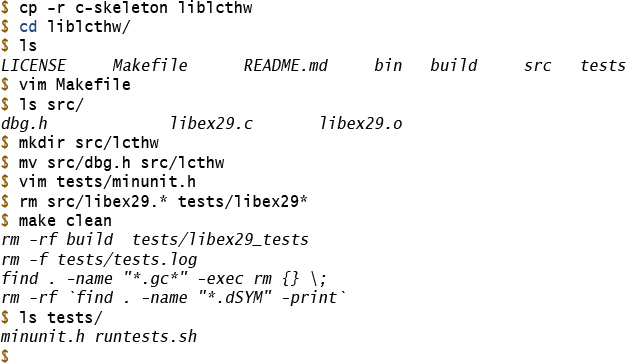 $ cp -r c-skeleton liblcthw
$ cd liblcthw/
$ ls
LICENSE Makefile README.md bin build src tests
$ vim Makefile
$ ls src/
dbg.h libex29.c libex29.o
$ mkdir src/lcthw
$ mv src/dbg.h src/lcthw
$ vim tests/minunit.h
$ rm src/libex29.* tests/libex29*
$ make clean
rm -rf build tests/libex29_tests
rm -f tests/tests.log
find . -name "*.gc*" -exec rm {} \;
rm -rf `find . -name "*.dSYM" -print`
$ ls tests/
minunit.h runtests.sh
$